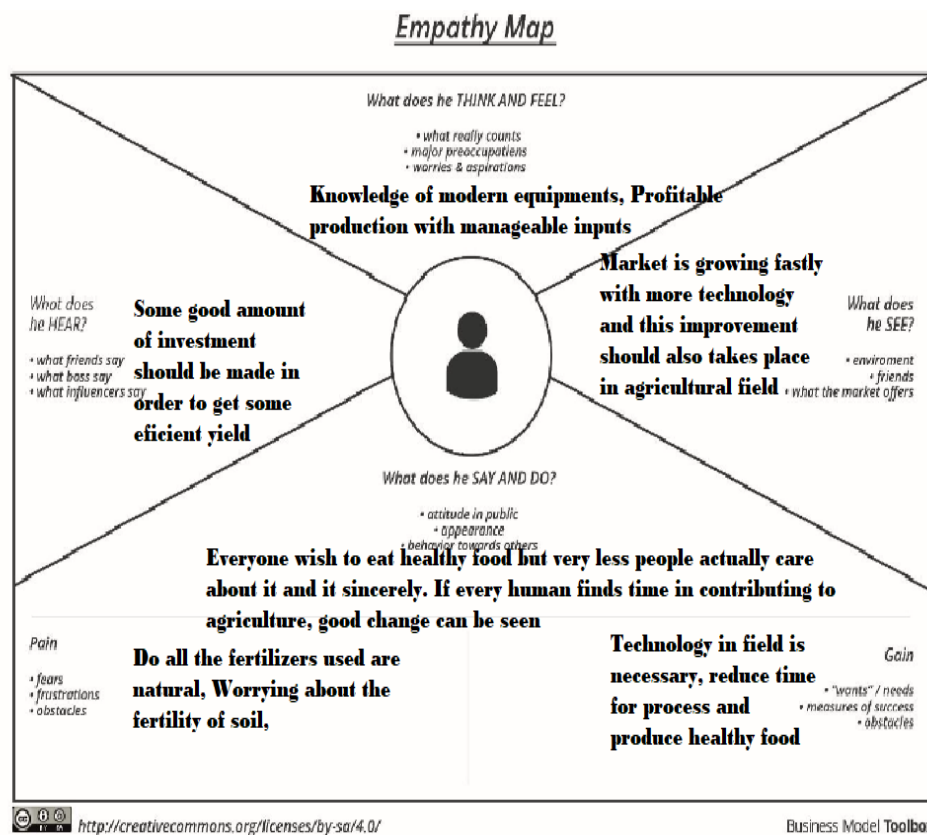 Empathy Map
What does he THINK AND FEEL?
• what really counts
• major preoccupations
• worries & aspirations
Knowledge of modern equipments, Profitable
production with manageable inputs
What does
he HEAR?
• what friends say
• what boss say
• what influencers say
Some good amount
of investment
should be made in
order to get some
eficient yield
Market is growing fastly
with more technology
and this improvement
should also takes place
in agricultural field
What does
he SEE?
• enviroment
• friends
• what the market offers
What does he SAY AND DO?
• attitude in public
• appearance
• behavior towards others
Everyone wish to eat healthy food but very less people actually care
about it and it sincerely. If every human finds time in contributing to
agriculture, good change can be seen
Pain
• fears
• frustrations
• obstacles
Do all the fertilizers used are
natural, Worrying about the
fertility of soil,
Technology in field is
necessary, reduce time
for process and
produce healthy food
Gain
• "wants" / needs
• measures of success
• obstacles
cc BY SA
http://creativecommons.org/licenses/by-sa/4.0/
Business Model Toolbo